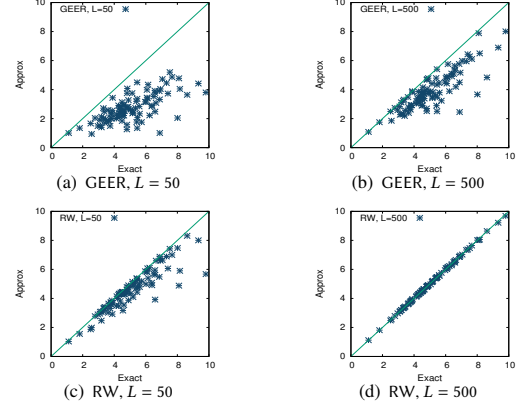 GEER, L=50
10
8
6
4
2
0
Approx
0 2 4 6 8 10
Exact
(a) GEER, L = 50
GEER, L=500
10
8
6
4
2
0
Approx
0 2 4 6 8 10
Exact
(b) GEER, L = 500
RW, L=50
10
8
6
4
2
0
Approx
0 2 4 6 8 10
Exact
(c) RW, L = 50
RW, L=500
10
8
6
4
2
0
Approx
0 2 4 6 8 10
Exact
(d) RW, L = 500